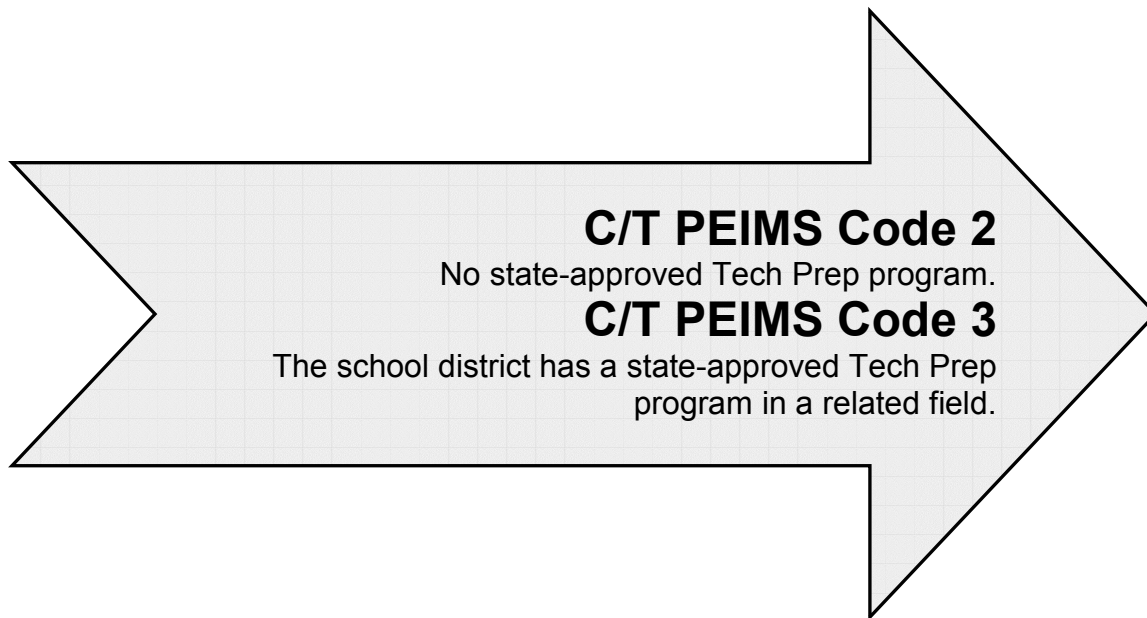 C/T PEIMS Code 2
No state-approved Tech Prep program.
C/T PEIMS Code 3
The school district has a state-approved Tech Prep
program in a related field.